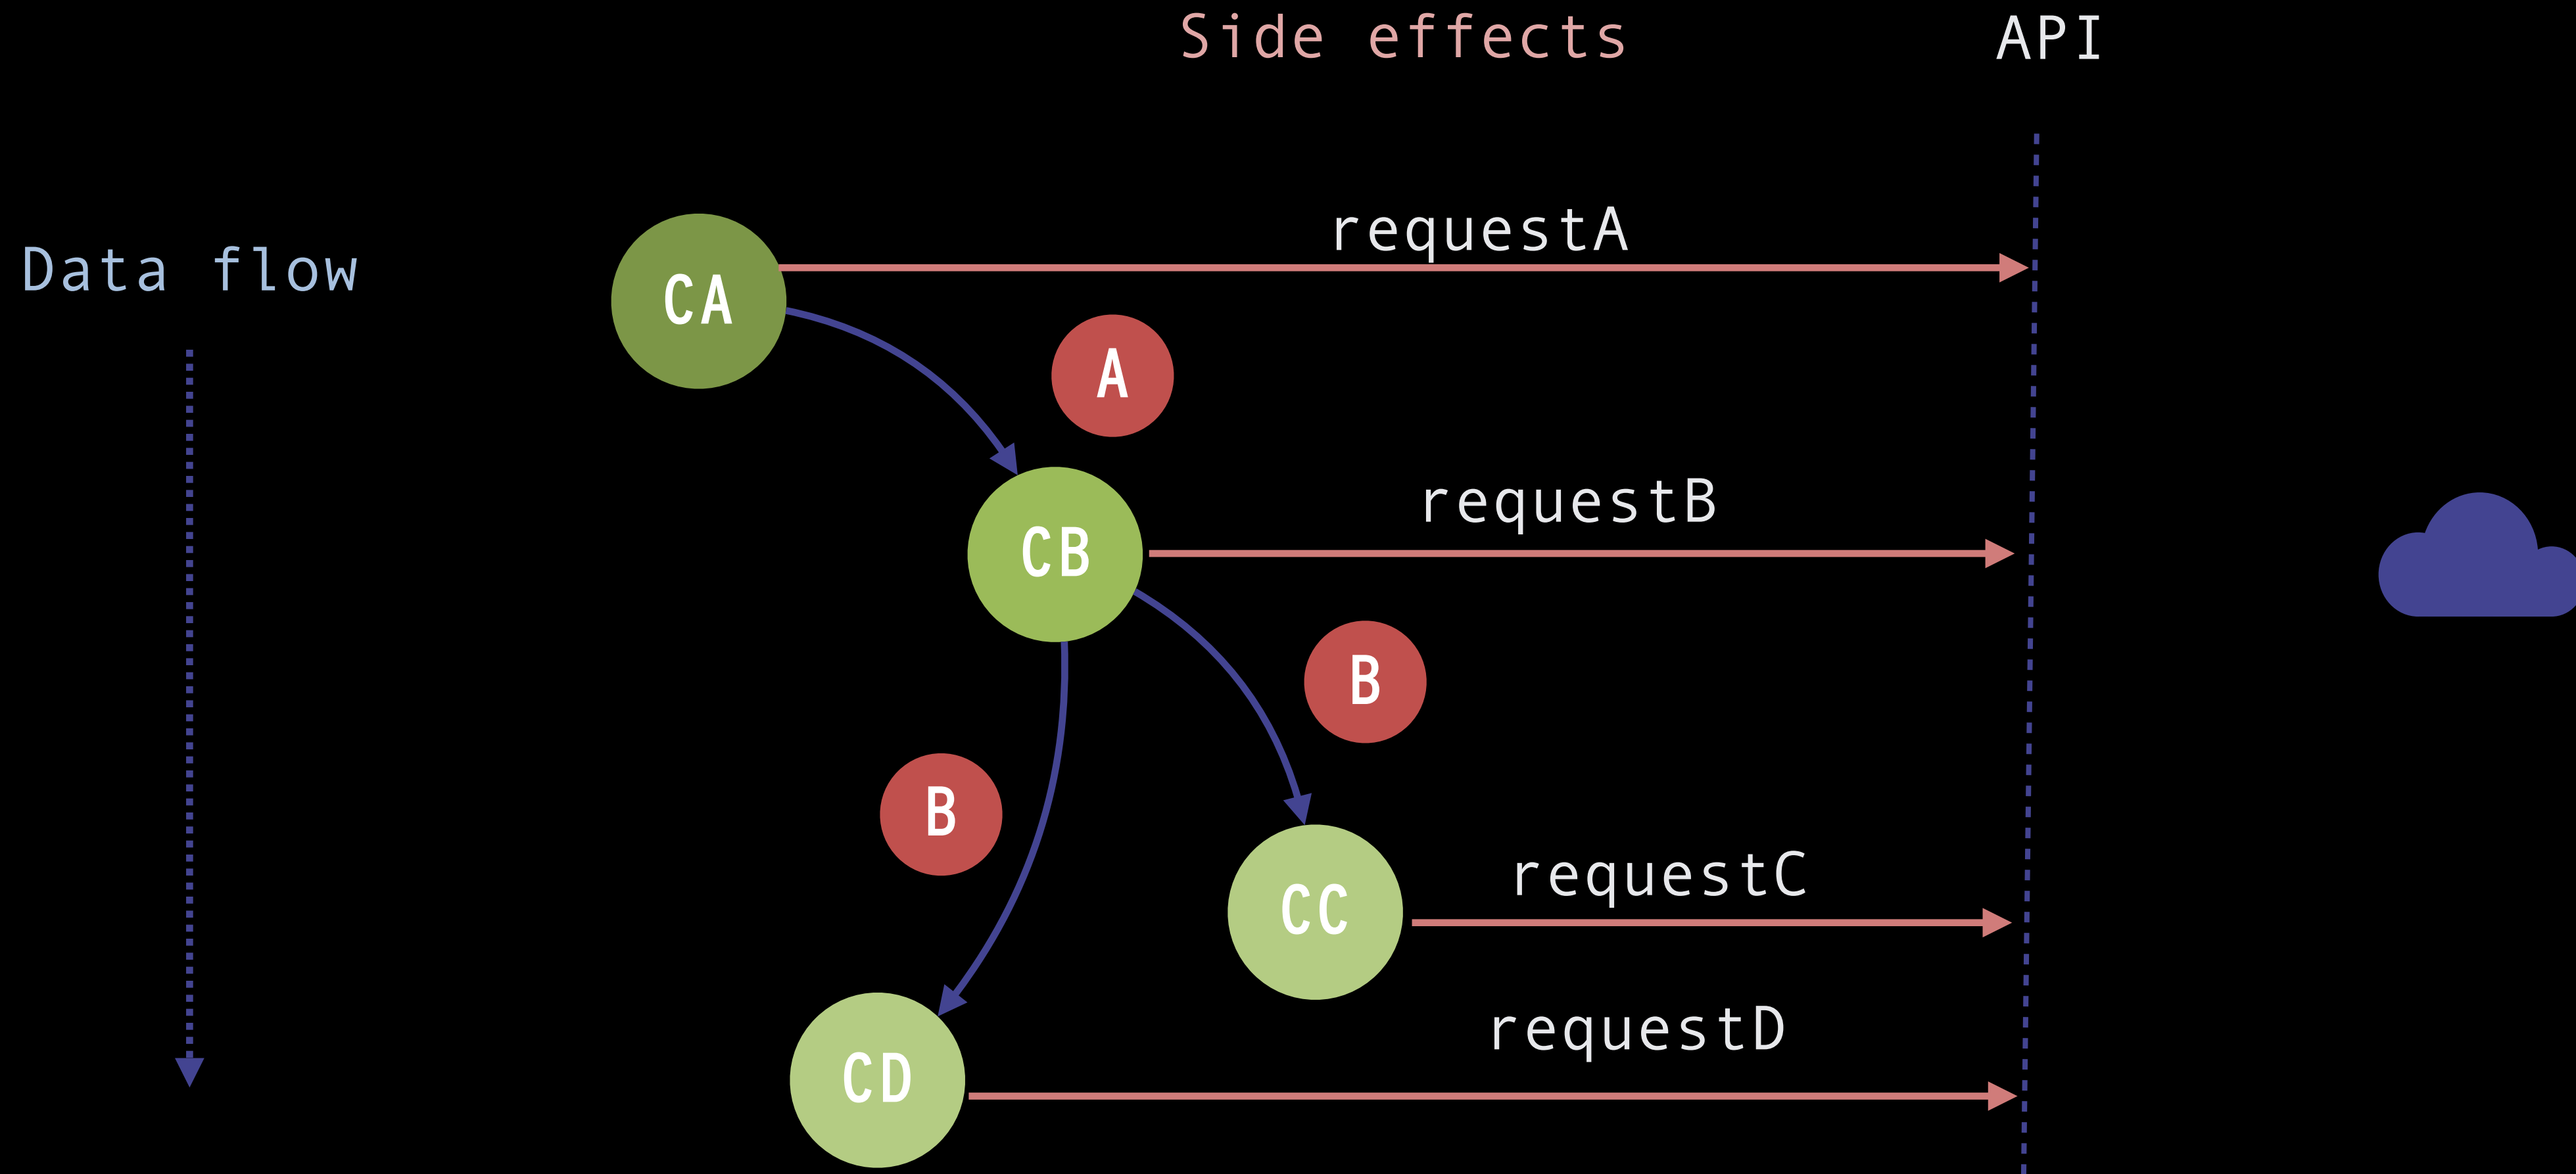 Side effects
API
Data flow
requestA
CA
A
requestB
CB
B
B
requestC
CC
requestD
CD